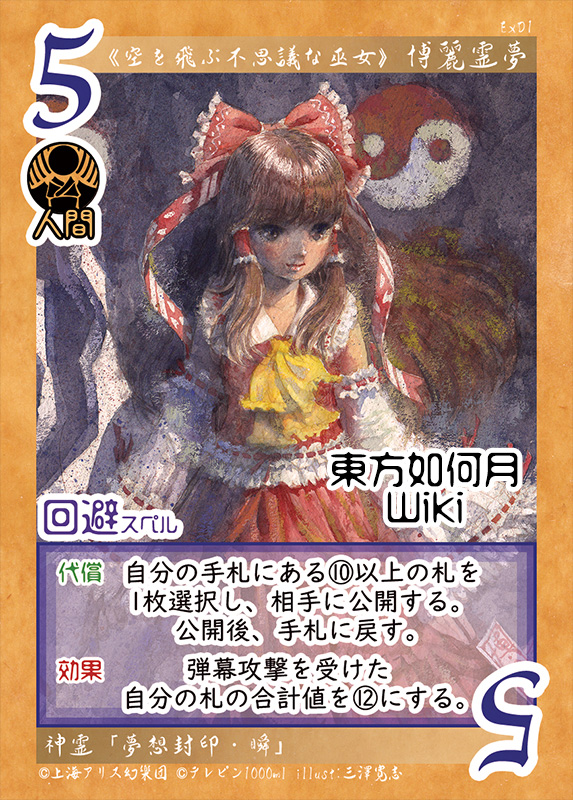 Ex01
5
《空を飛ぶ不思議な巫女》 博麗霊夢
人間
東方如何月
Wiki
回避スペル
代償 自分の手札にある⑩以上の札を
1枚選択し、相手に公開する。
公開後、手札に戻す。
効果 弾幕攻撃を受けた
自分の札の合計値を⑫にする。
5
神霊「夢想封印・瞬」
©上海アリス幻樂団 ©テレピン1000ml illust:三澤寛志